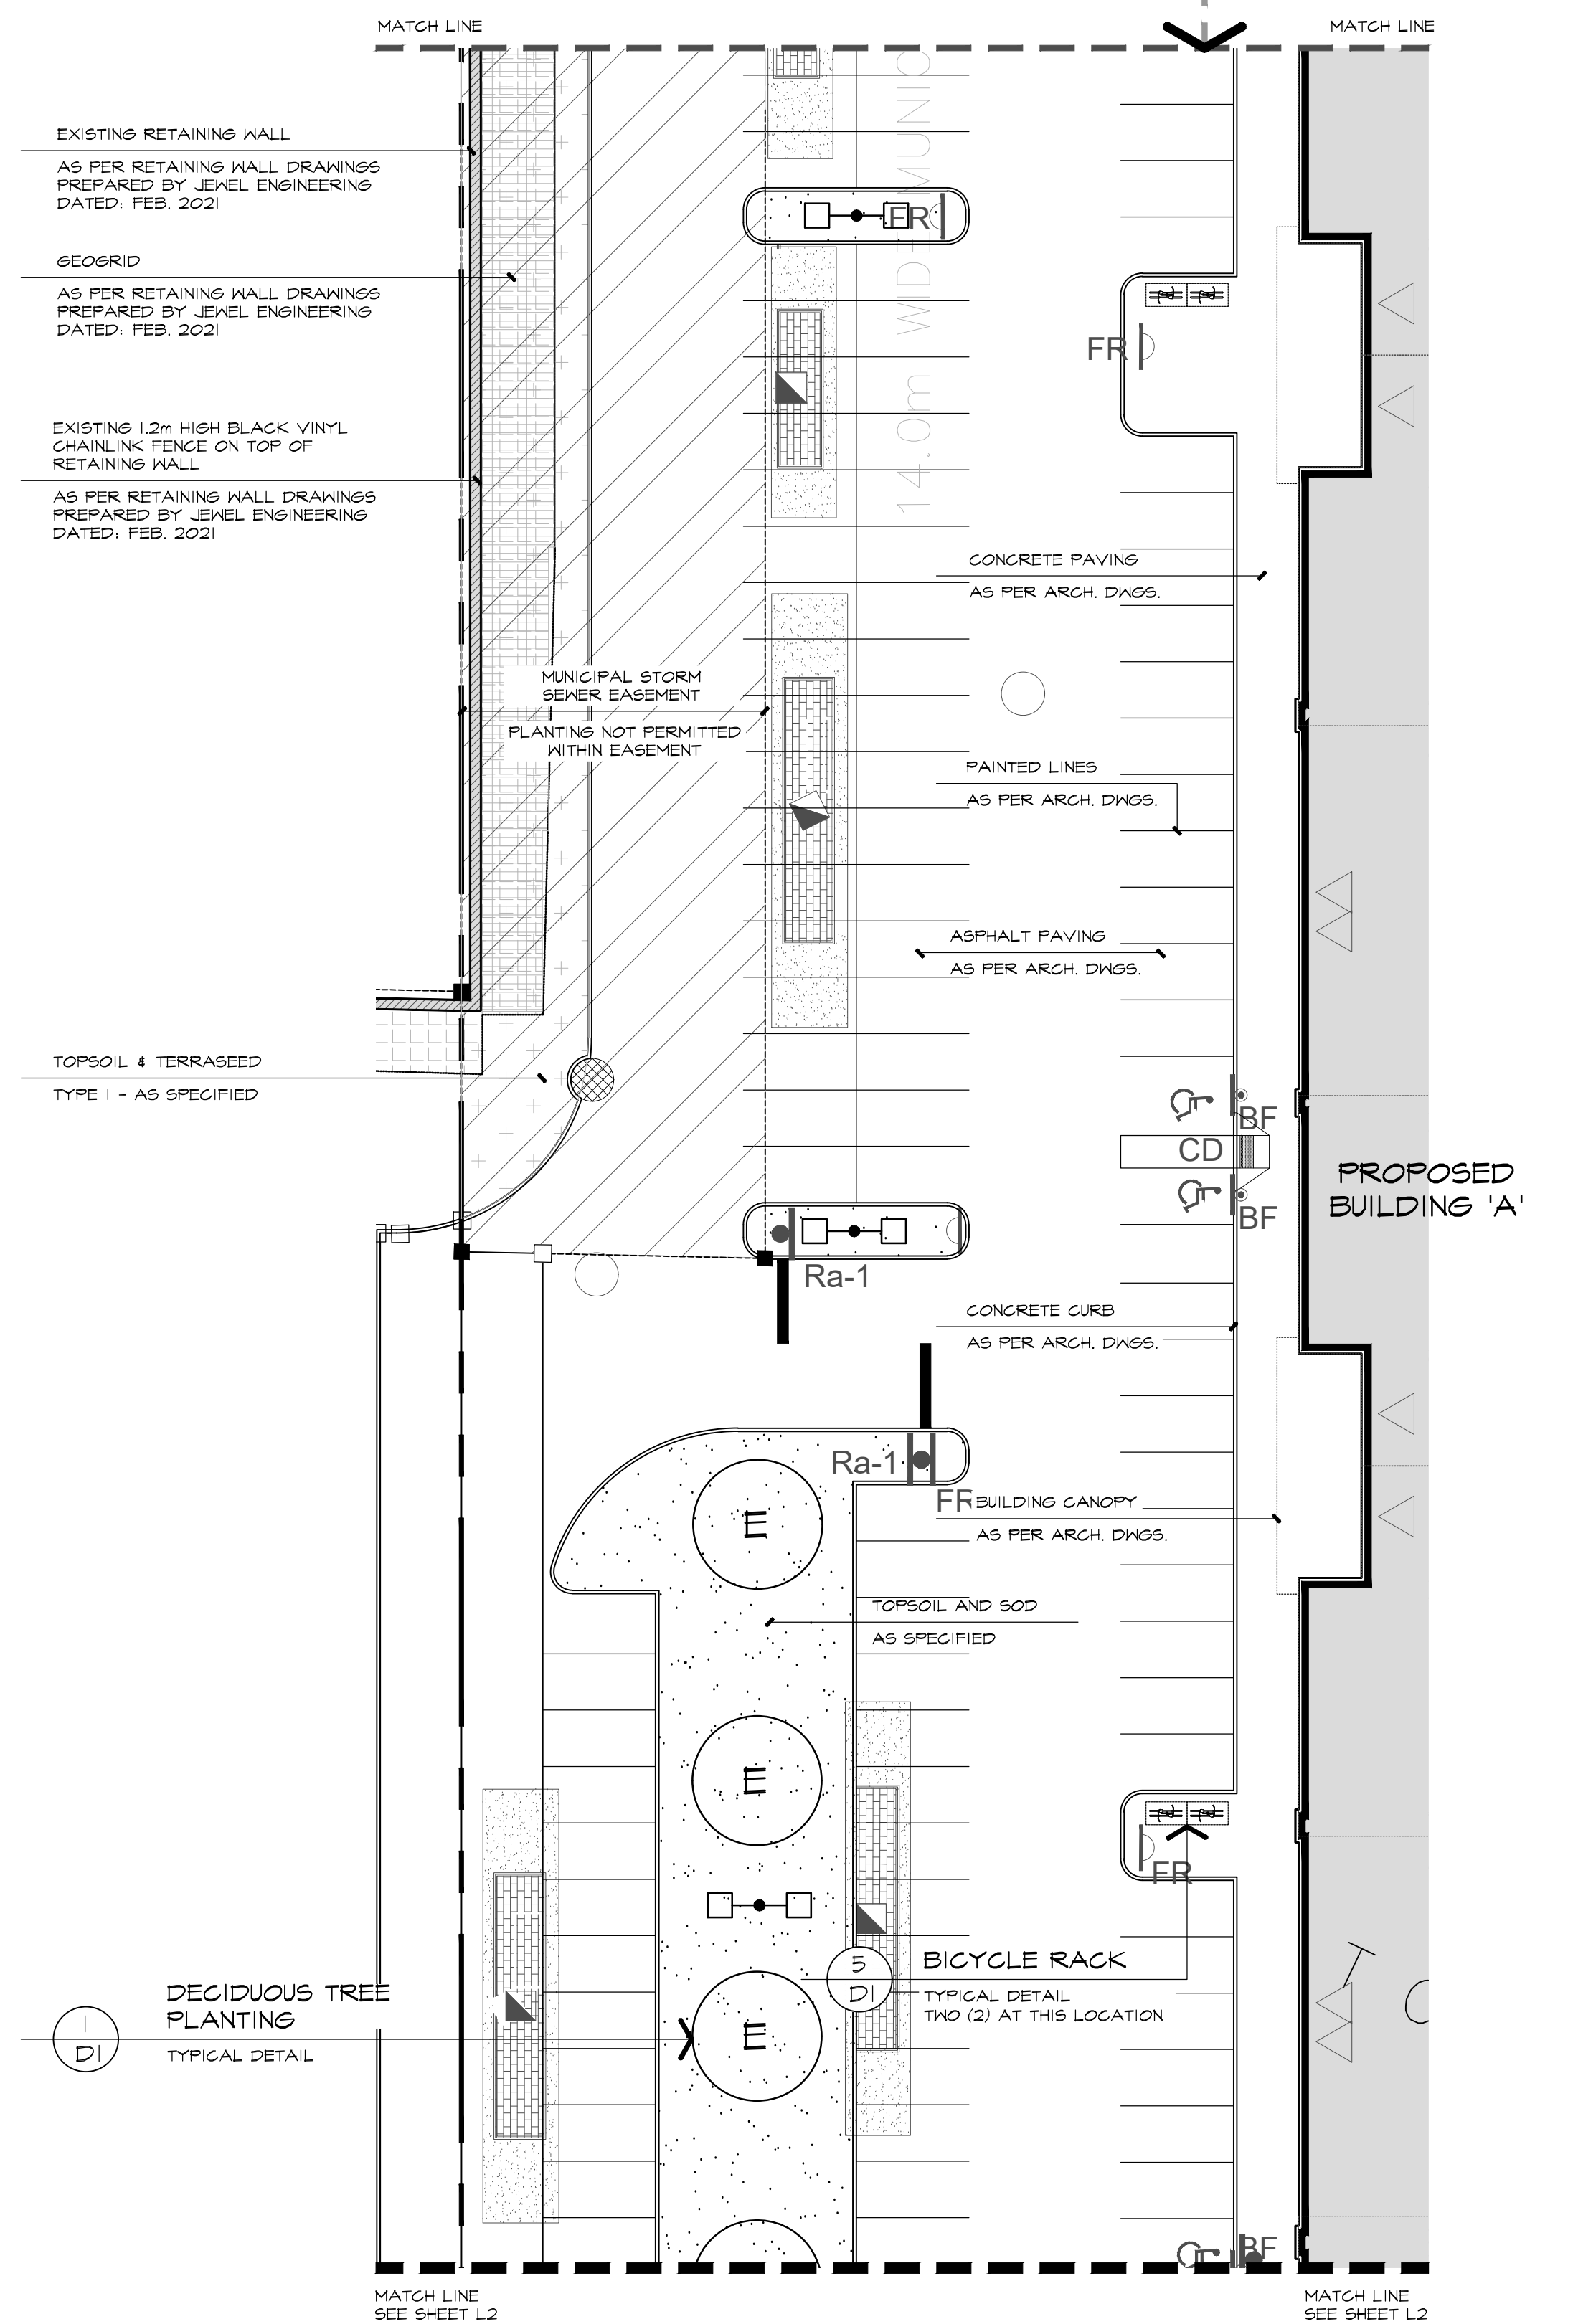 MATCH LINE
MATCH LINE
EXISTING RETAINING WALL
AS PER RETAINING WALL DRAWINGS
PREPARED BY JEWEL ENGINEERING
DATED: FEB. 2021
FR
14.0m WIDE MUNIC
GEOGRID
AS PER RETAINING WALL DRAWINGS
PREPARED BY JEWEL ENGINEERING
DATED: FEB. 2021
FR
EXISTING 1.2m HIGH BLACK VINYL
CHAINLINK FENCE ON TOP OF
RETAINING WALL
AS PER RETAINING WALL DRAWINGS
PREPARED BY JEWEL ENGINEERING
DATED: FEB. 2021
CONCRETE PAVING
AS PER ARCH. DWGS.
MUNICIPAL STORM
SEWER EASEMENT
PLANTING NOT PERMITTED
WITHIN EASEMENT
PAINTED LINES
AS PER ARCH. DWGS.
ASPHALT PAVING
AS PER ARCH. DWGS.
TOPSOIL & TERRASEED
TYPE 1 - AS SPECIFIED
BF
CD
BF
PROPOSED
BUILDING 'A'
Ra-1
CONCRETE CURB
AS PER ARCH. DWGS.
Ra-1
FR
BUILDING CANOPY
AS PER ARCH. DWGS.
E
TOPSOIL AND SOD
AS SPECIFIED
E
FR
5
D1
BICYCLE RACK
TYPICAL DETAIL
TWO (2) AT THIS LOCATION
1
D1
DECIDUOUS TREE
PLANTING
TYPICAL DETAIL
E
BF
MATCH LINE
SEE SHEET L2
MATCH LINE
SEE SHEET L2